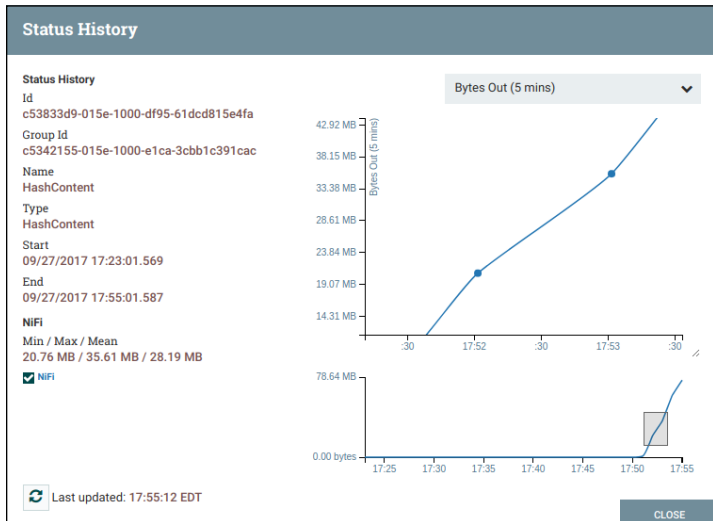 Status History
Status History
Id
c53833d9-015e-1000-df95-61dcd815e4fa
Group Id
c5342155-015e-1000-e1ca-3cbb1c391cac
Name
HashContent
Type
HashContent
Start
09/27/2017 17:23:01.569
End
09/27/2017 17:55:01.587
NiFi
Min / Max / Mean
20.76 MB / 35.61 MB / 28.19 MB
NiFi
Bytes Out (5 mins)
Bytes Out (5 mins)
42.92 MB
38.15 MB
33.38 MB
28.61 MB
23.84 MB
19.07 MB
14.31 MB
:30 17:52 :30 17:53 :30
78.64 MB
0.00 bytes
17:25 17:30 17:35 17:40 17:45 17:50 17:55
Last updated: 17:55:12 EDT
CLOSE